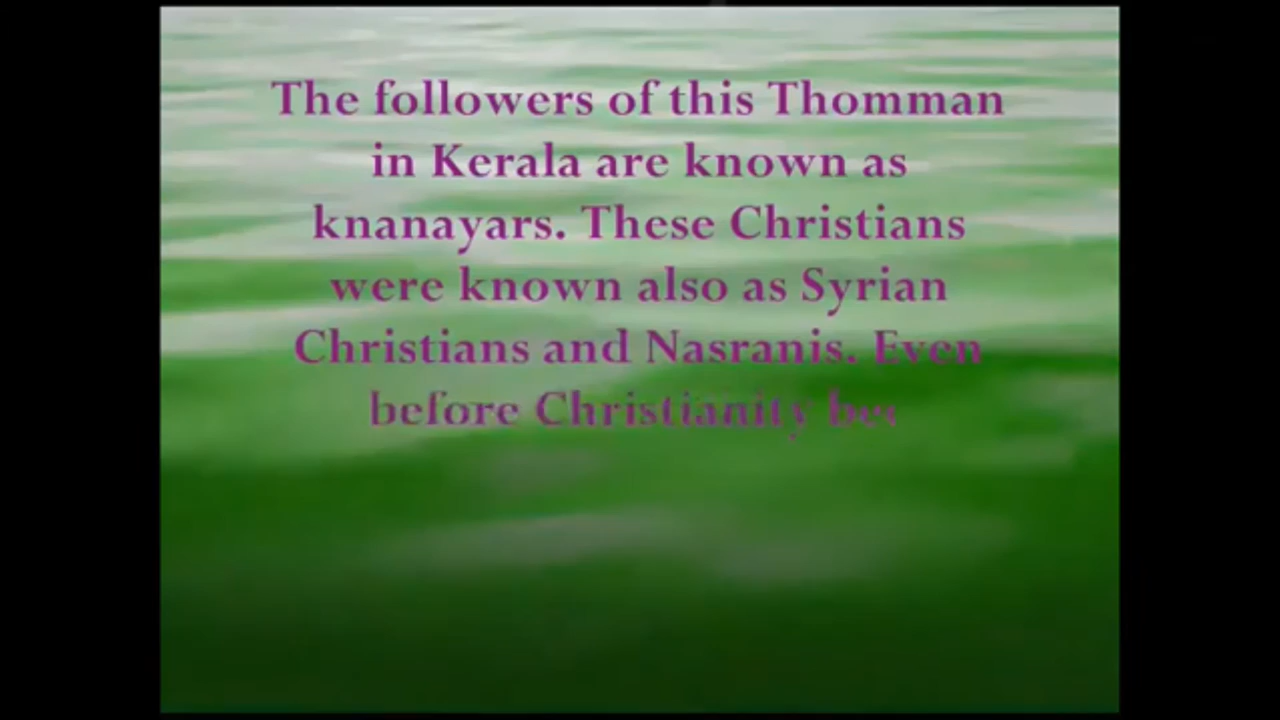 The followers of this Thomman
in Kerala are known as
knanayars. These Christians
were known also as Syrian
Christians and Nasranis. Even
before Christianity